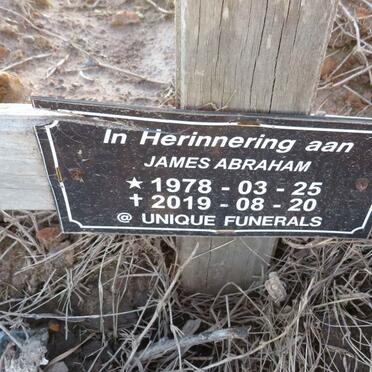 In Herinnering aan
JAMES ABRAHAM
★ 1978 - 03 - 25
✝ 2019 - 08 - 20
@ UNIQUE FUNERALS